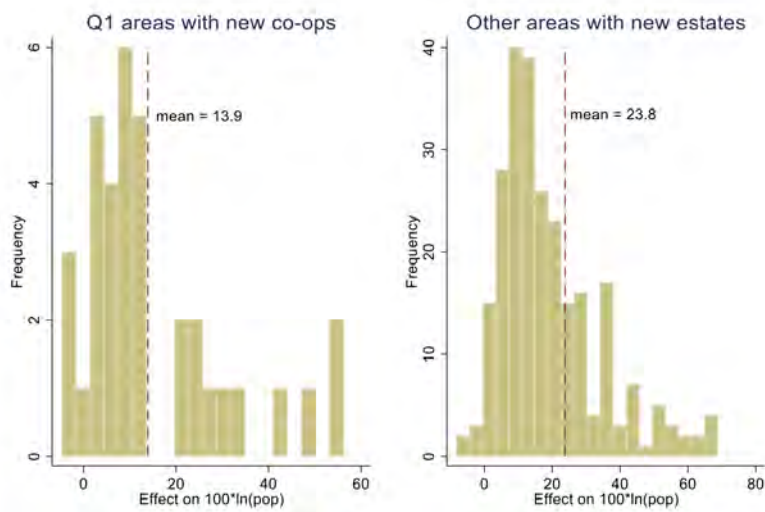 Q1 areas with new co-ops
6
4
2
0
Frequency
mean = 13.9
0 20 40 60
Effect on 100*ln(pop)
Other areas with new estates
40
30
20
10
0
Frequency
mean = 23.8
0 20 40 60 80
Effect on 100*ln(pop)